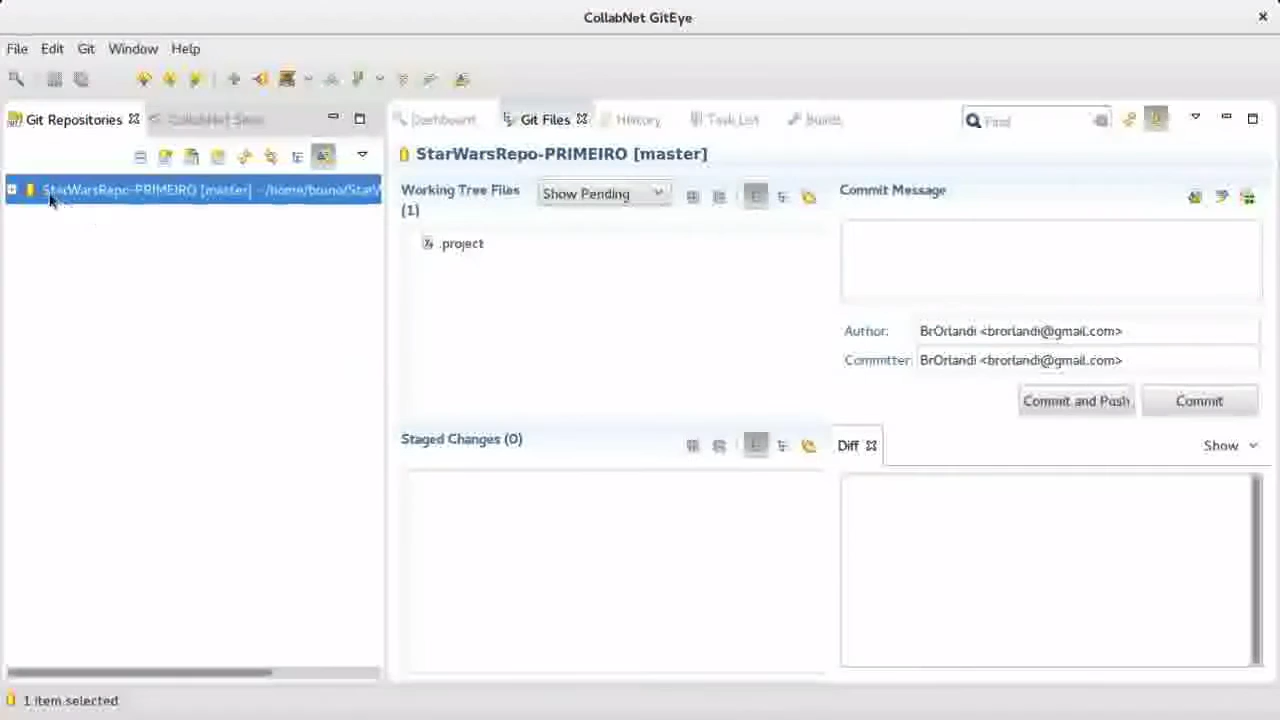 CollabNet GitEye
File Edit Git Window Help
Git Repositories
Dashboard Git Files History Task List Builds Find
StarWarsRepo-PRIMEIRO [master]
StarWarsRepo-PRIMEIRO [master] - /home/bruno/StarW
Working Tree Files
(1)
Show Pending
Commit Message
.project
Author: BrOrlandi <brorlandi@gmail.com>
Committer: BrOrlandi <brorlandi@gmail.com>
Commit and Push Commit
Staged Changes (0)
Diff Show
1 item selected